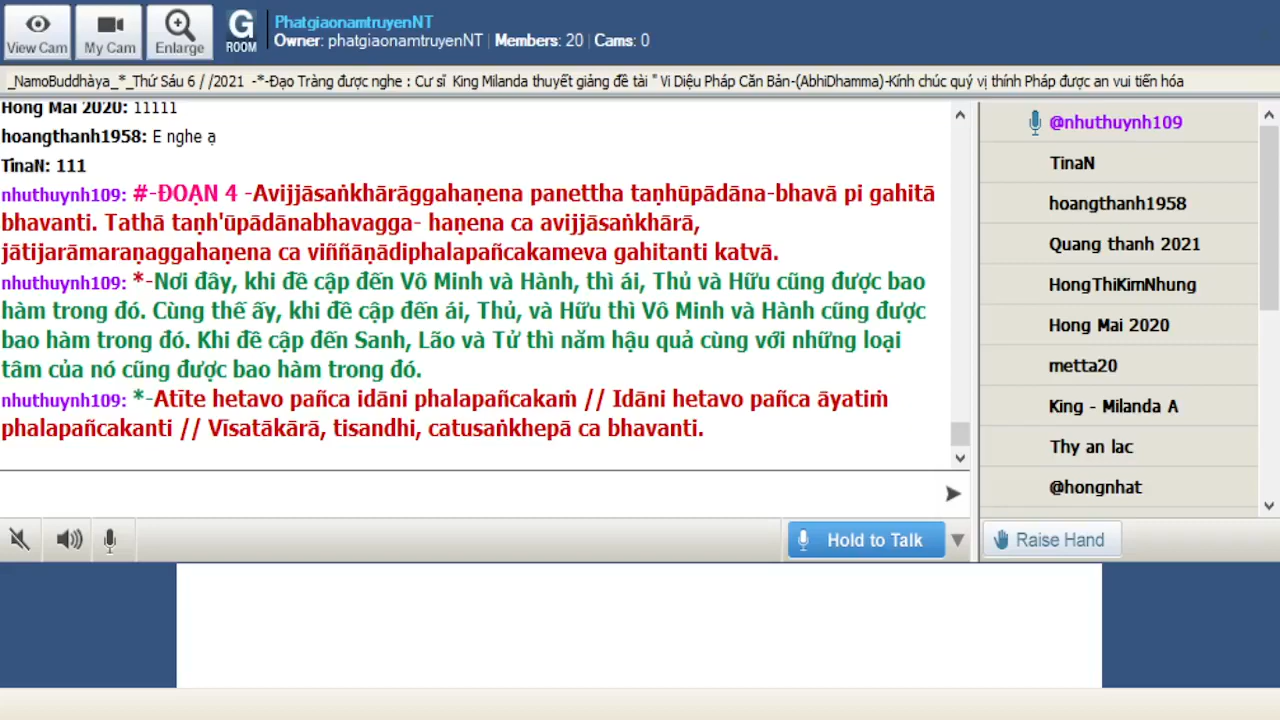 View Cam
My Cam
Enlarge
G
ROOM
PhatgiaonamtruyenNT
Owner: phatgiaonamtruyenNT | Members: 20 | Cams: 0
_NamoBuddhàya_*_Thứ Sáu 6 / /2021 -*-Đạo Tràng được nghe : Cư sĩ King Milanda thuyết giảng đề tài " Vi Diệu Pháp Căn Bản-(AbhiDhamma)-Kính chúc quý vị thính Pháp được an vui tiến hóa
Hong Mai 2020: 11111
hoangthanh1958: E nghe ạ
TinaN: 111
nhuthuynh109: #-ĐOẠN 4 -Avijjāsaṅkhārāggahaṇena panettha taṇhūpādāna-bhavā pi gahitā
bhavanti. Tathā taṇh'ūpādānabhavagga- haṇena ca avijjāsaṅkhārā,
jātijarāmaraṇaggahaṇena ca viññāṇādiphalapañcakameva gahitanti katvā.
nhuthuynh109: *-Nơi đây, khi đề cập đến Vô Minh và Hành, thì ái, Thủ và Hữu cũng được bao
hàm trong đó. Cùng thế ấy, khi đề cập đến ái, Thủ, và Hữu thì Vô Minh và Hành cũng được
bao hàm trong đó. Khi đề cập đến Sanh, Lão và Tử thì năm hậu quả cùng với những loại
tâm của nó cũng được bao hàm trong đó.
nhuthuynh109: *-Atīte hetavo pañca idāni phalapañcakaṁ // Idāni hetavo pañca āyatiṁ
phalapañcakanti // Vīsatākārā, tisandhi, catusaṅkhepā ca bhavanti.
@nhuthuynh109
TinaN
hoangthanh1958
Quang thanh 2021
HongThiKimNhung
Hong Mai 2020
metta20
King - Milanda A
Thy an lac
@hongnhat
Hold to Talk
Raise Hand